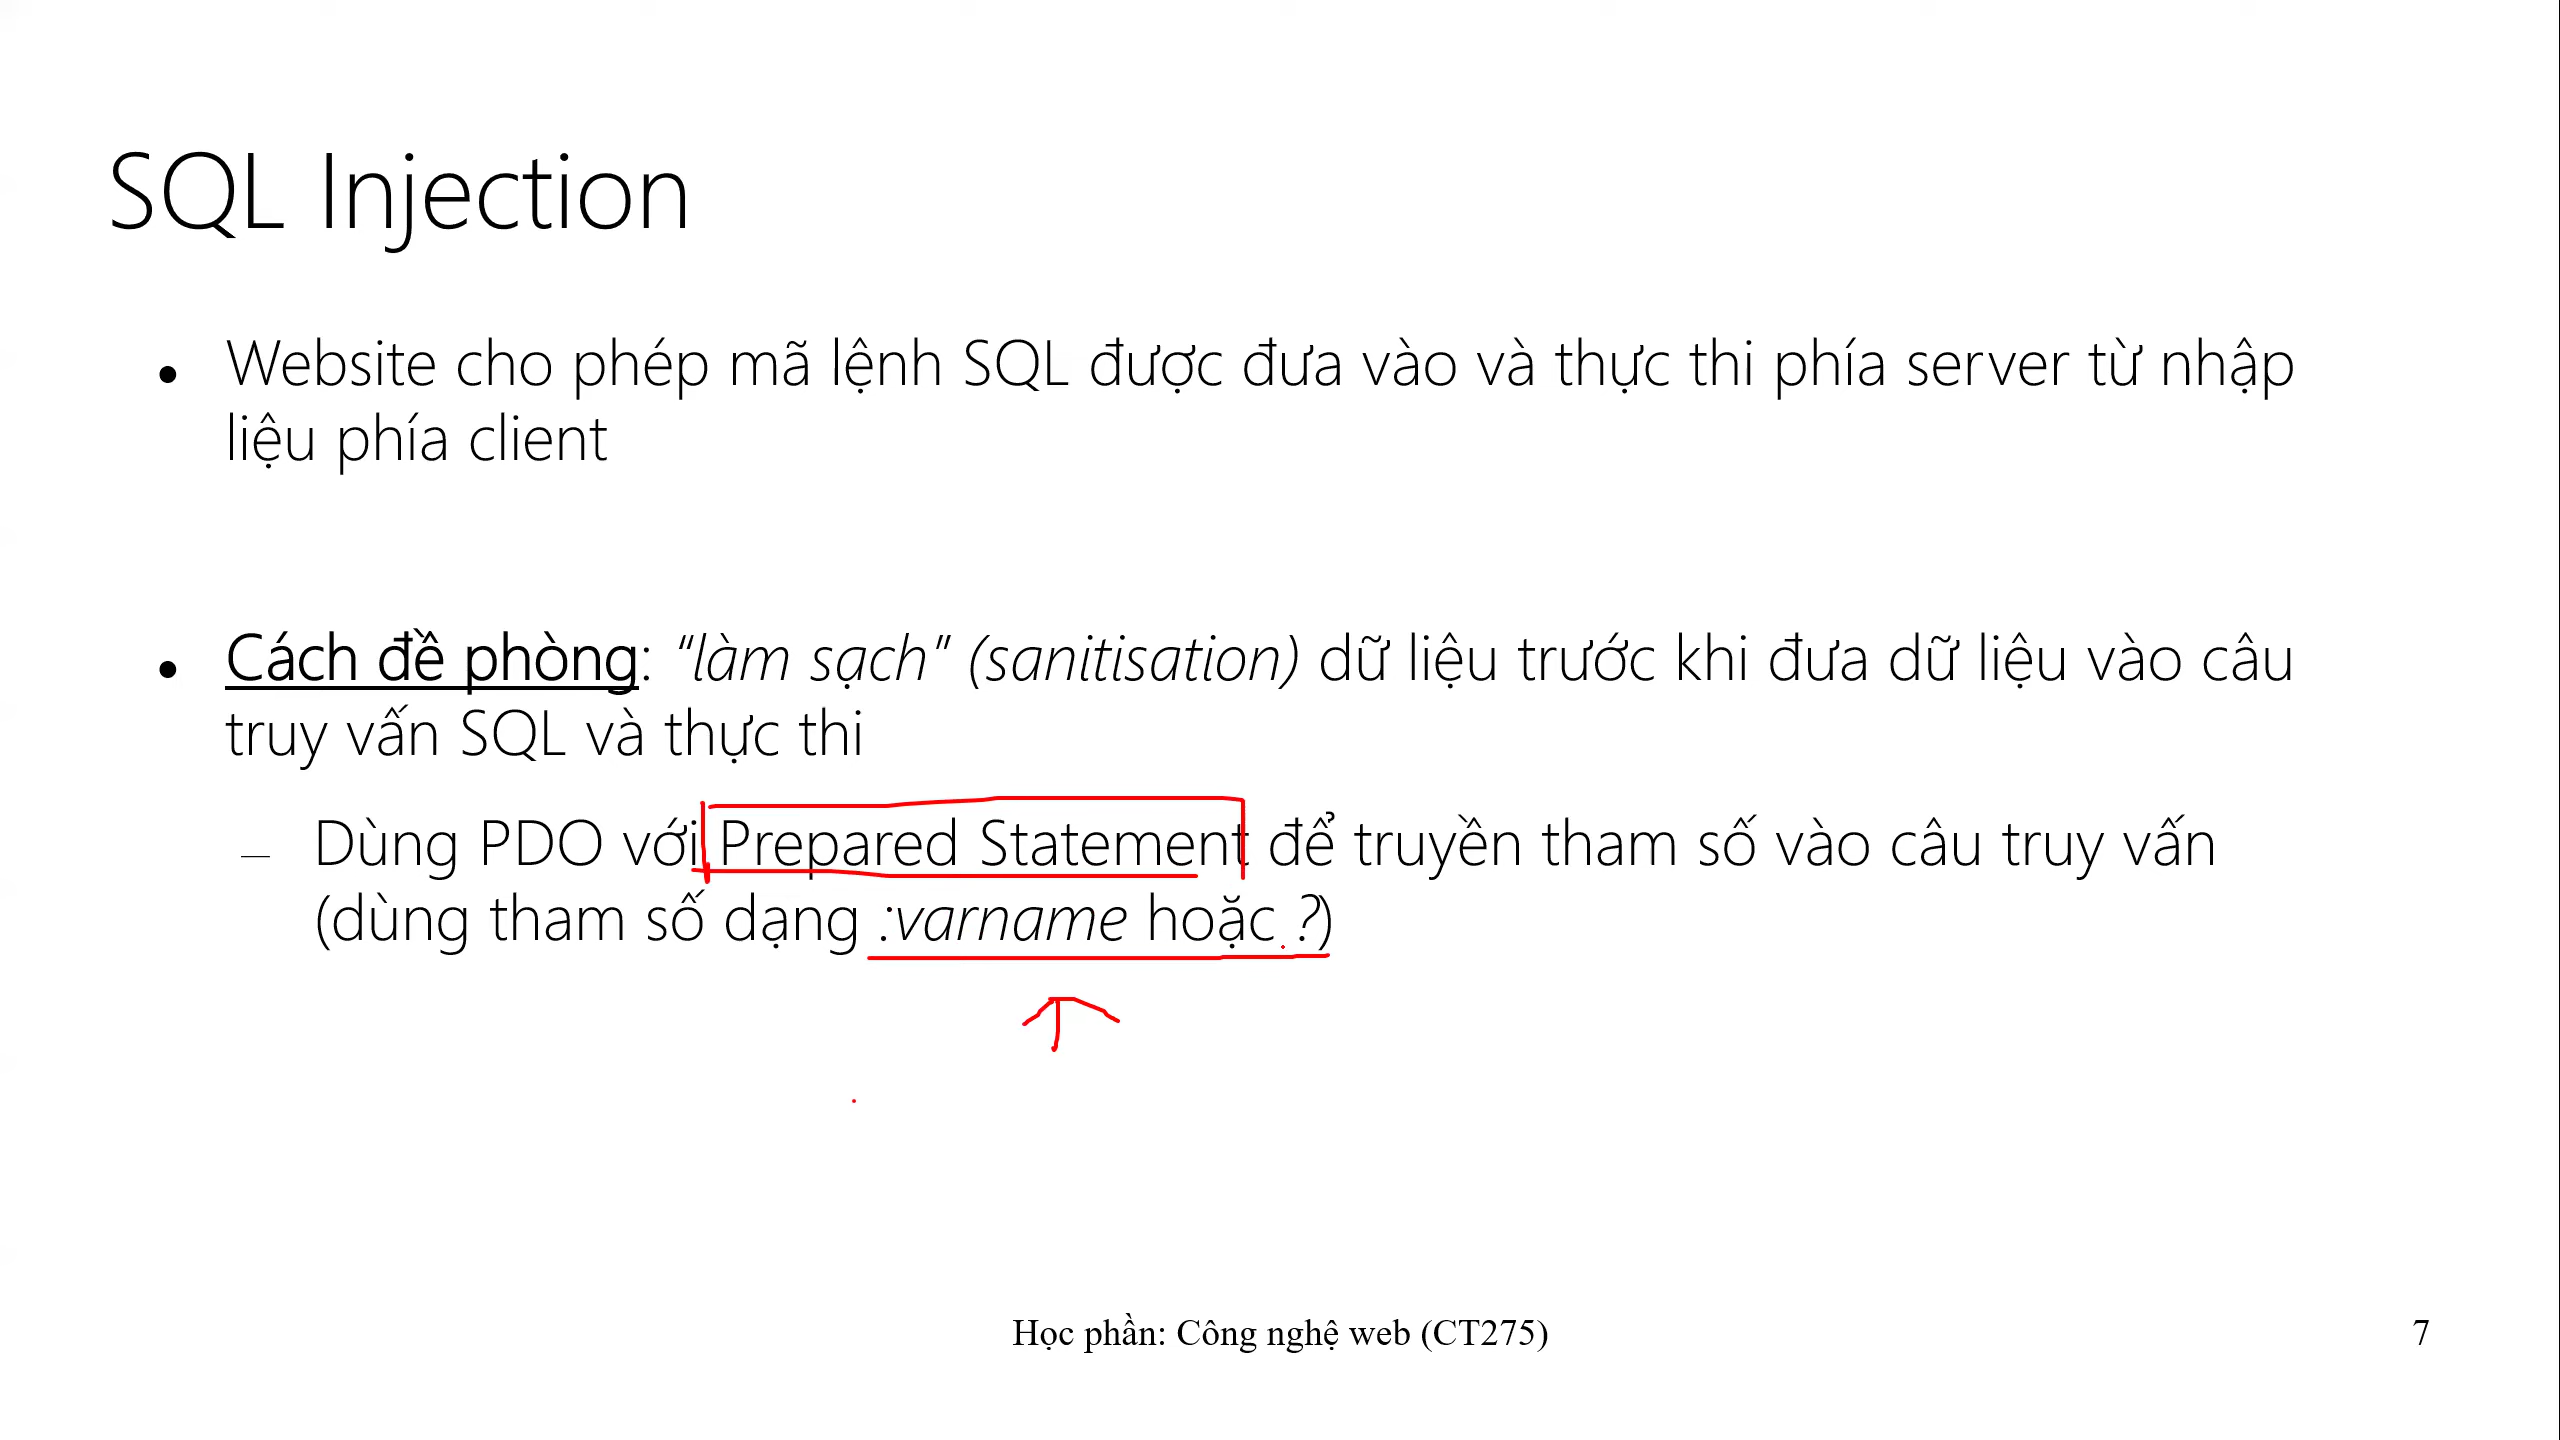 SQL Injection
• Website cho phép mã lệnh SQL được đưa vào và thực thi phía server từ nhập
liệu phía client
• Cách đề phòng: “làm sạch” (sanitisation) dữ liệu trước khi đưa dữ liệu vào câu
truy vấn SQL và thực thi
– Dùng PDO với Prepared Statement để truyền tham số vào câu truy vấn
(dùng tham số dạng :varname hoặc ?)
Học phần: Công nghệ web (CT275)
7